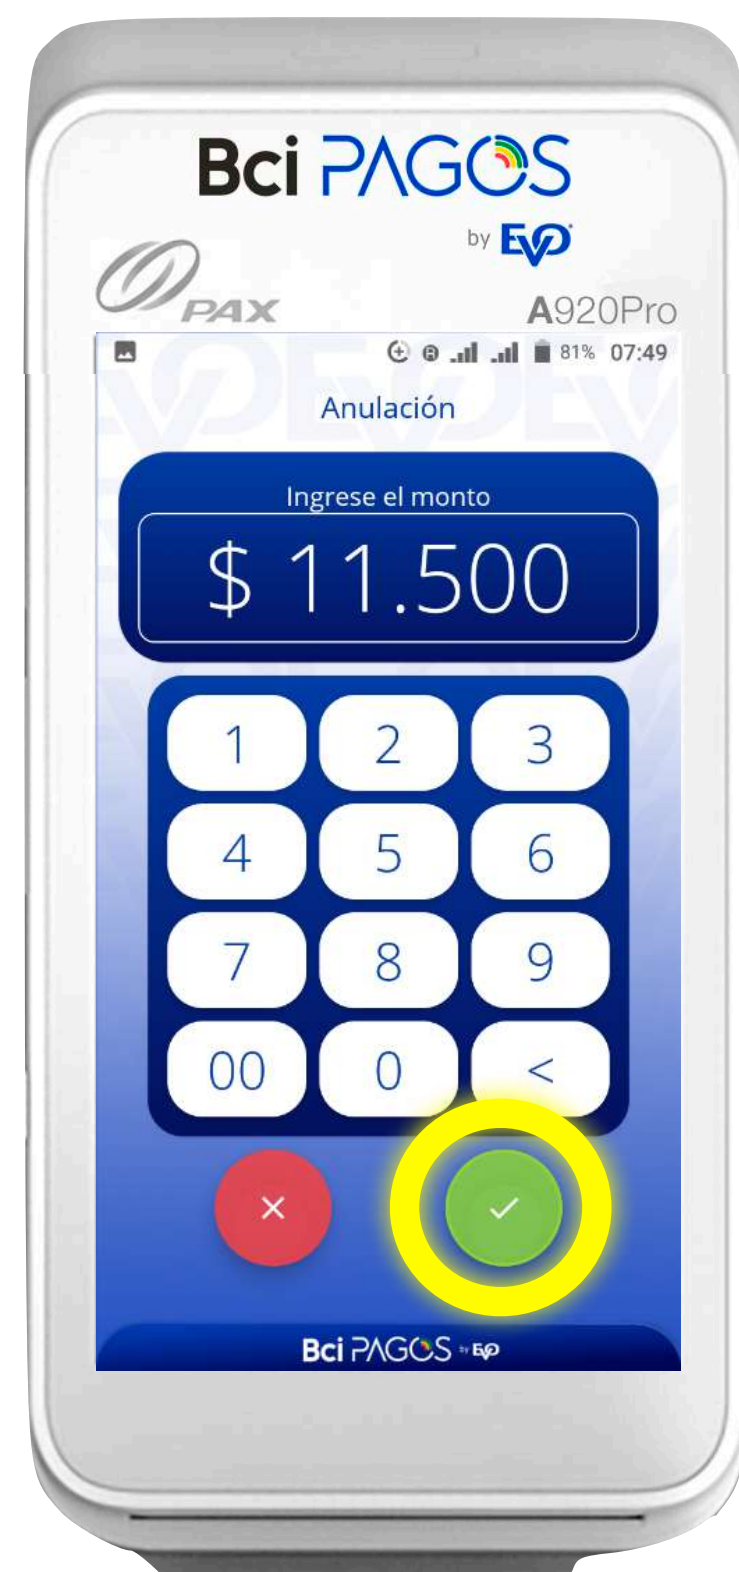 Bci PAGOS
by EVO
PAX
A920Pro
81% 07:49
Anulación
Ingrese el monto
$ 11.500
1 2 3
4 5 6
7 8 9
00 0 <
Bci PAGOS by EVO